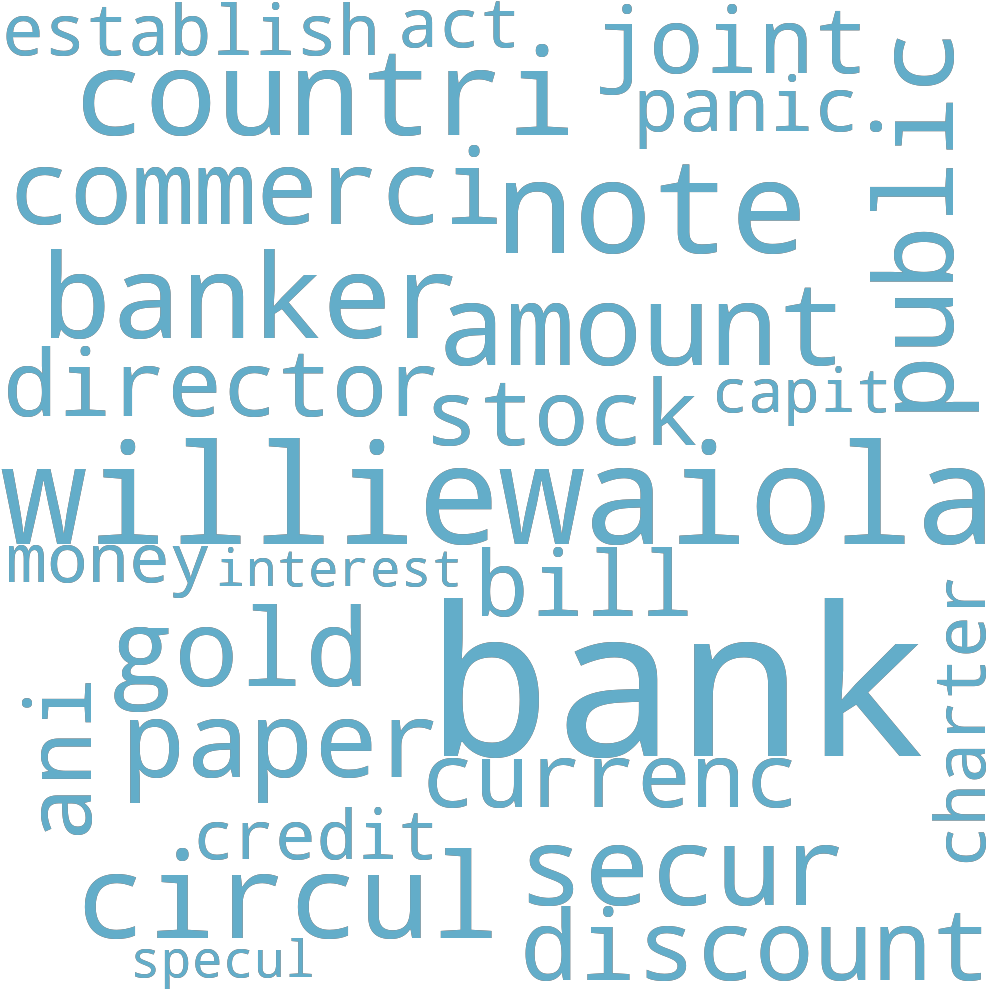 establish act joint
countri panic
public
commerci note
banker amount
director stock capit
williewaiola
money interest bill
gold bank
charter
ani paper currenc
credit
circul secur
specul discount